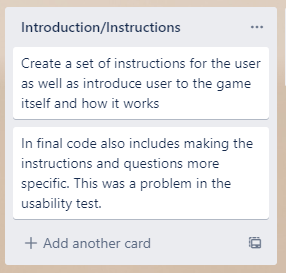 Introduction/Instructions
Create a set of instructions for the user
as well as introduce user to the game
itself and how it works
In final code also includes making the
instructions and questions more
specific. This was a problem in the
usability test.
+ Add another card